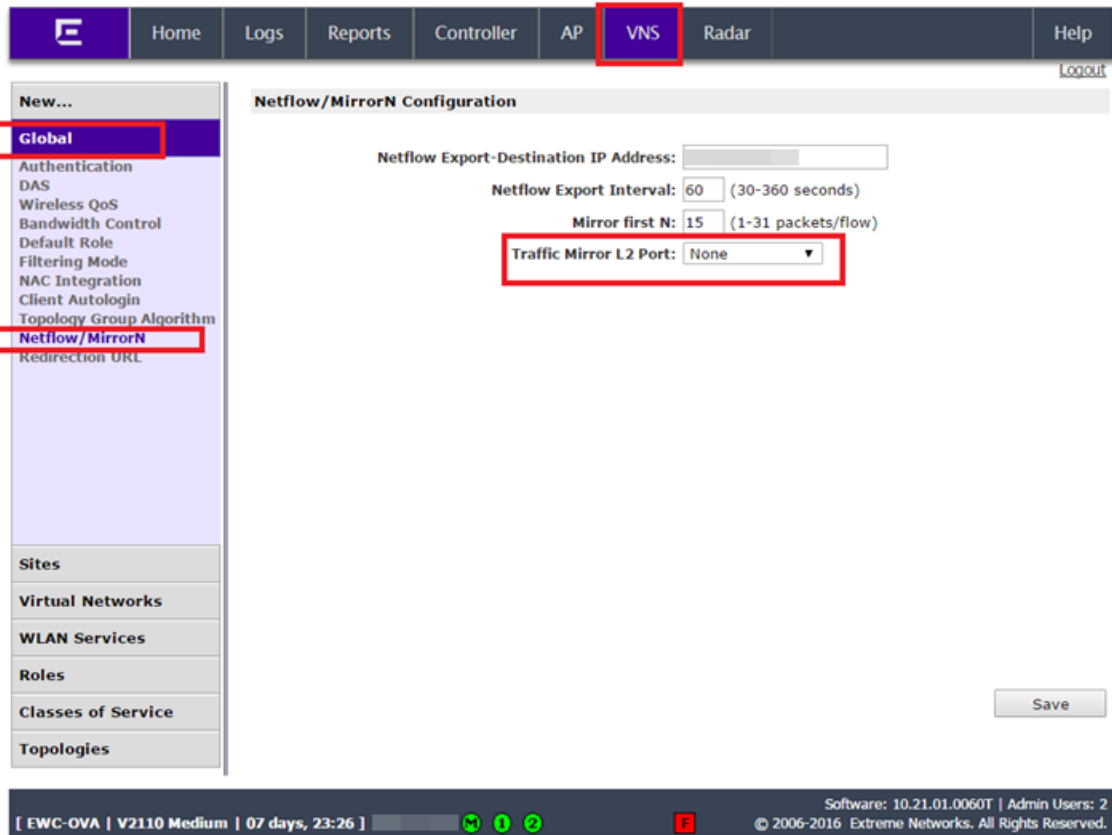 E Home Logs Reports Controller AP VNS Radar Help
Logout
New...
Global
Authentication
DAS
Wireless QoS
Bandwidth Control
Default Role
Filtering Mode
NAC Integration
Client Autologin
Topology Group Algorithm
Netflow/MirrorN
Redirection URL
Sites
Virtual Networks
WLAN Services
Roles
Classes of Service
Topologies
Netflow/MirrorN Configuration
Netflow Export-Destination IP Address:
Netflow Export Interval: 60 (30-360 seconds)
Mirror first N: 15 (1-31 packets/flow)
Traffic Mirror L2 Port: None ▼
Save
[ EWC-OVA | V2110 Medium | 07 days, 23:26 ] M 1 2 F
Software: 10.21.01.0060T | Admin Users: 2
© 2006-2016 Extreme Networks. All Rights Reserved.